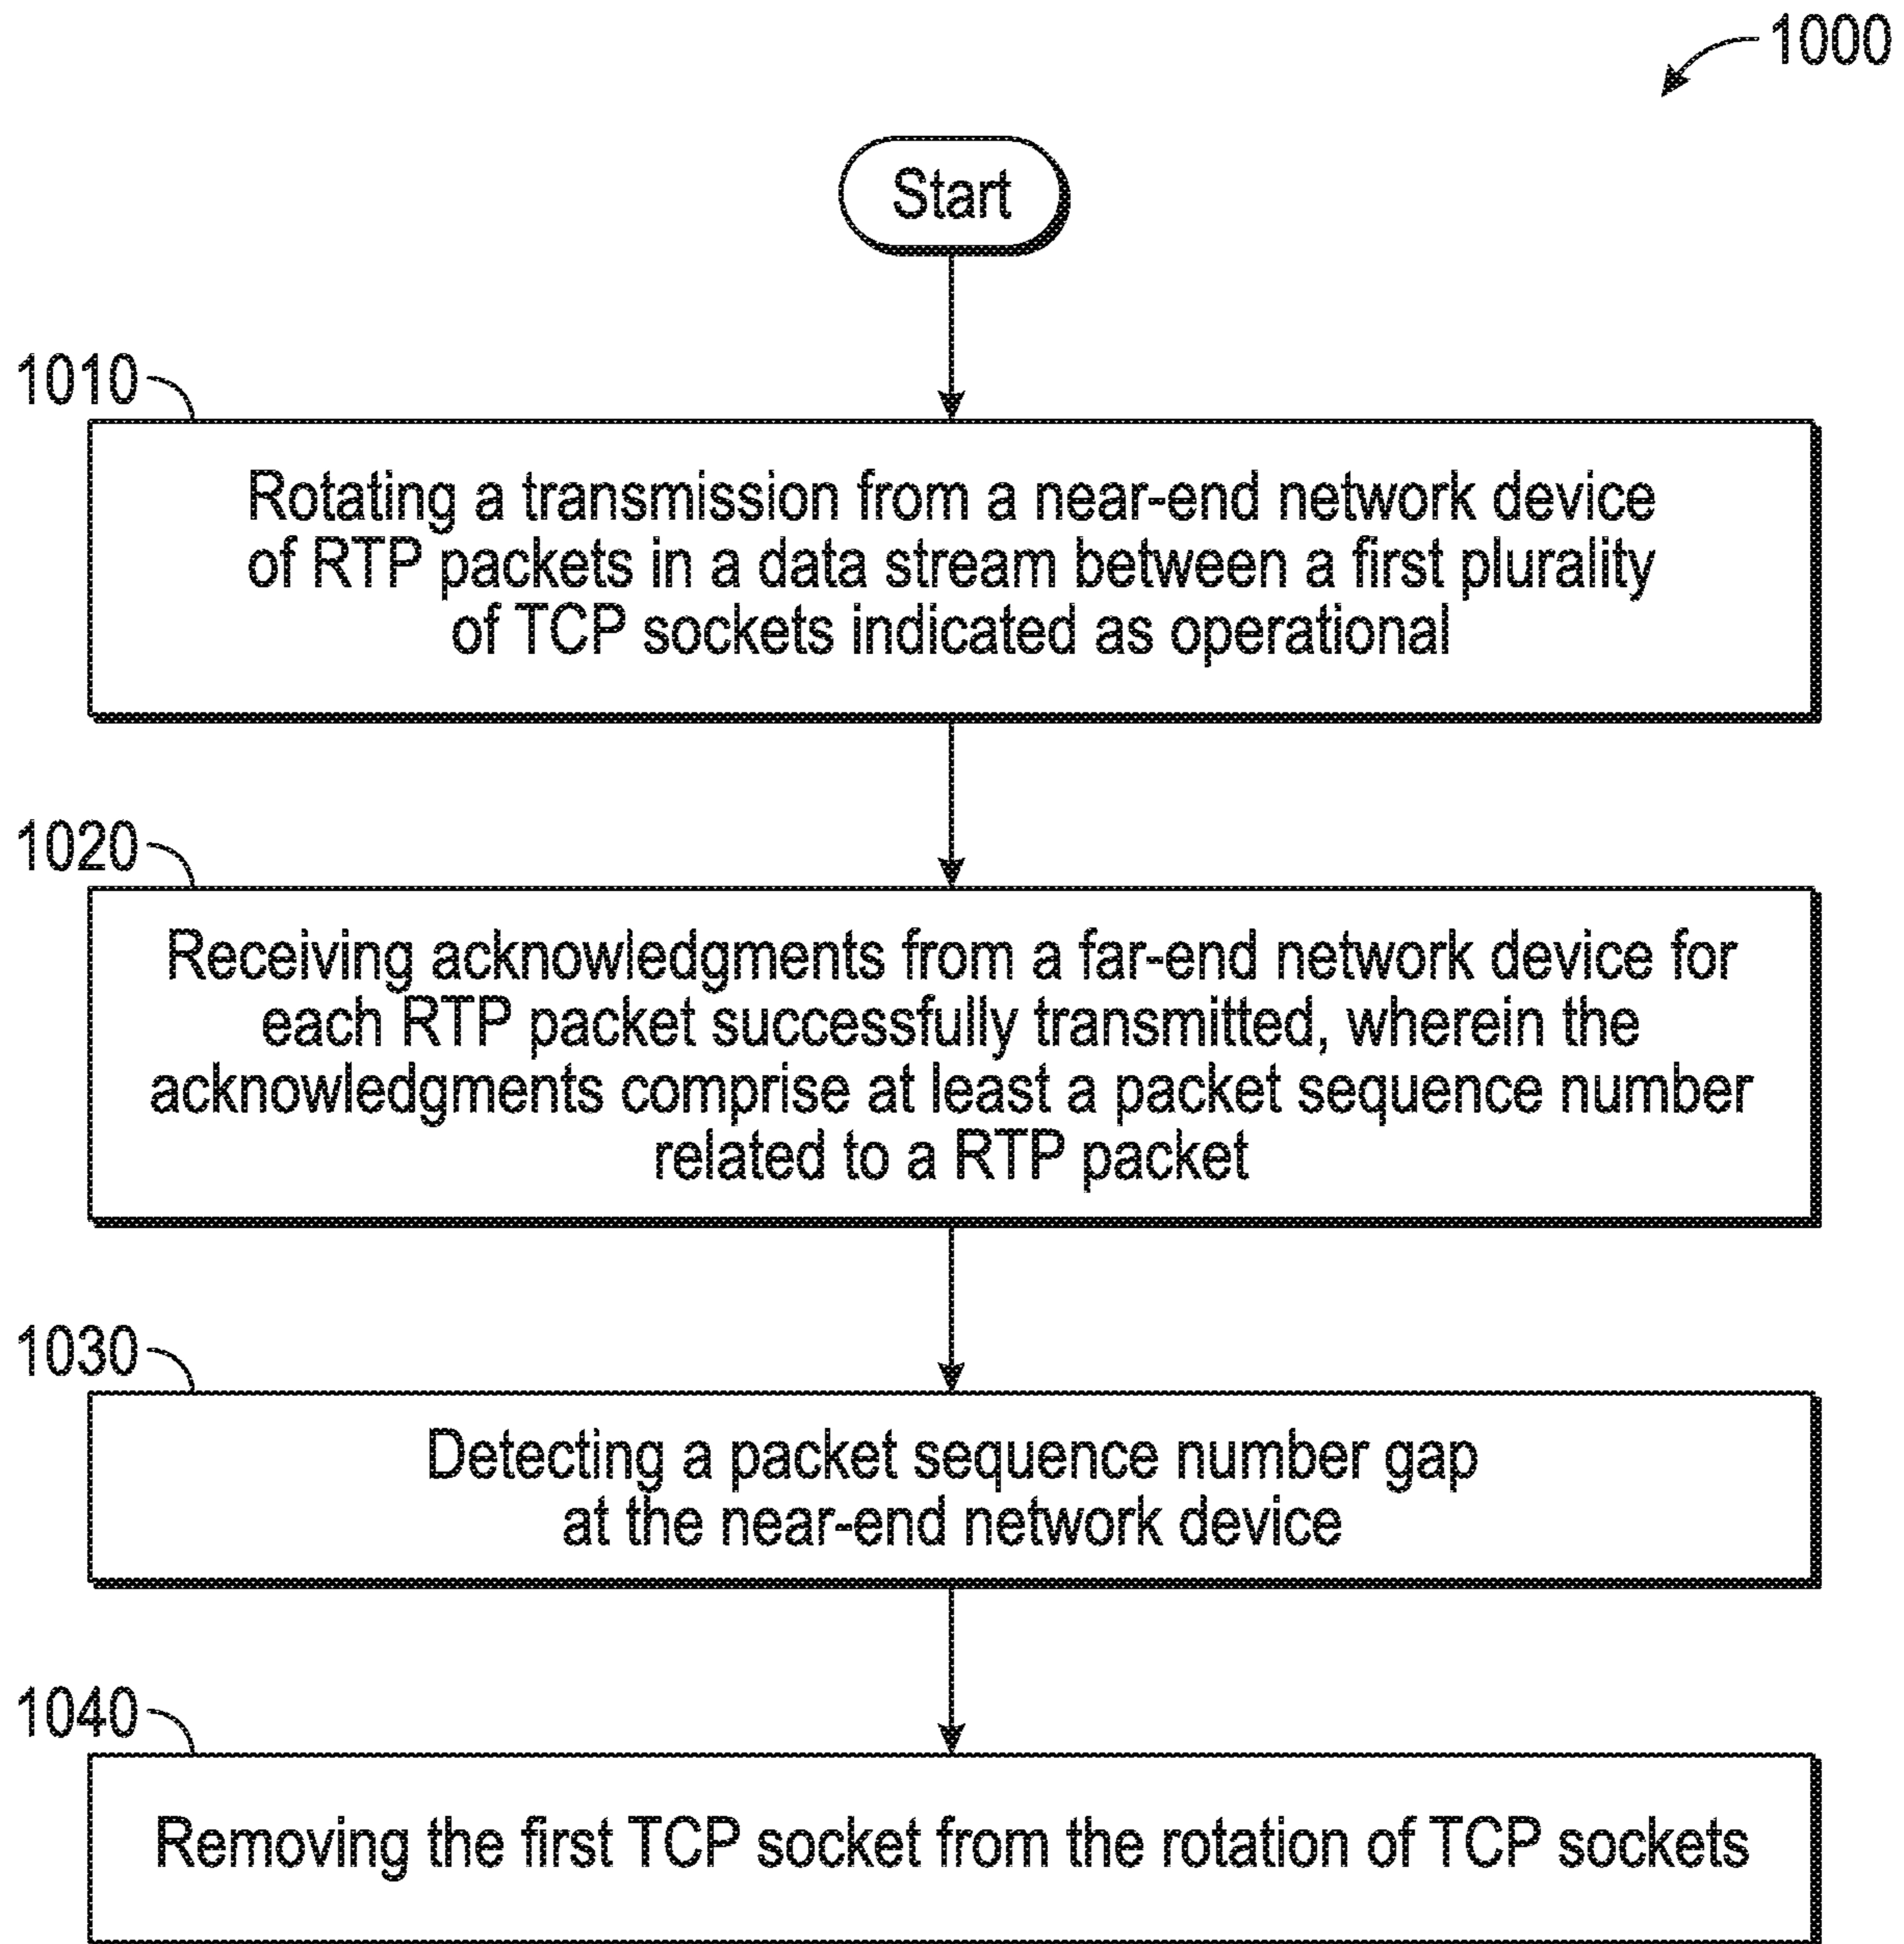 1000
Start
1010
Rotating a transmission from a near-end network device
of RTP packets in a data stream between a first plurality
of TCP sockets indicated as operational
1020
Receiving acknowledgments from a far-end network device for
each RTP packet successfully transmitted, wherein the
acknowledgments comprise at least a packet sequence number
related to a RTP packet
1030
Detecting a packet sequence number gap
at the near-end network device
1040
Removing the first TCP socket from the rotation of TCP sockets